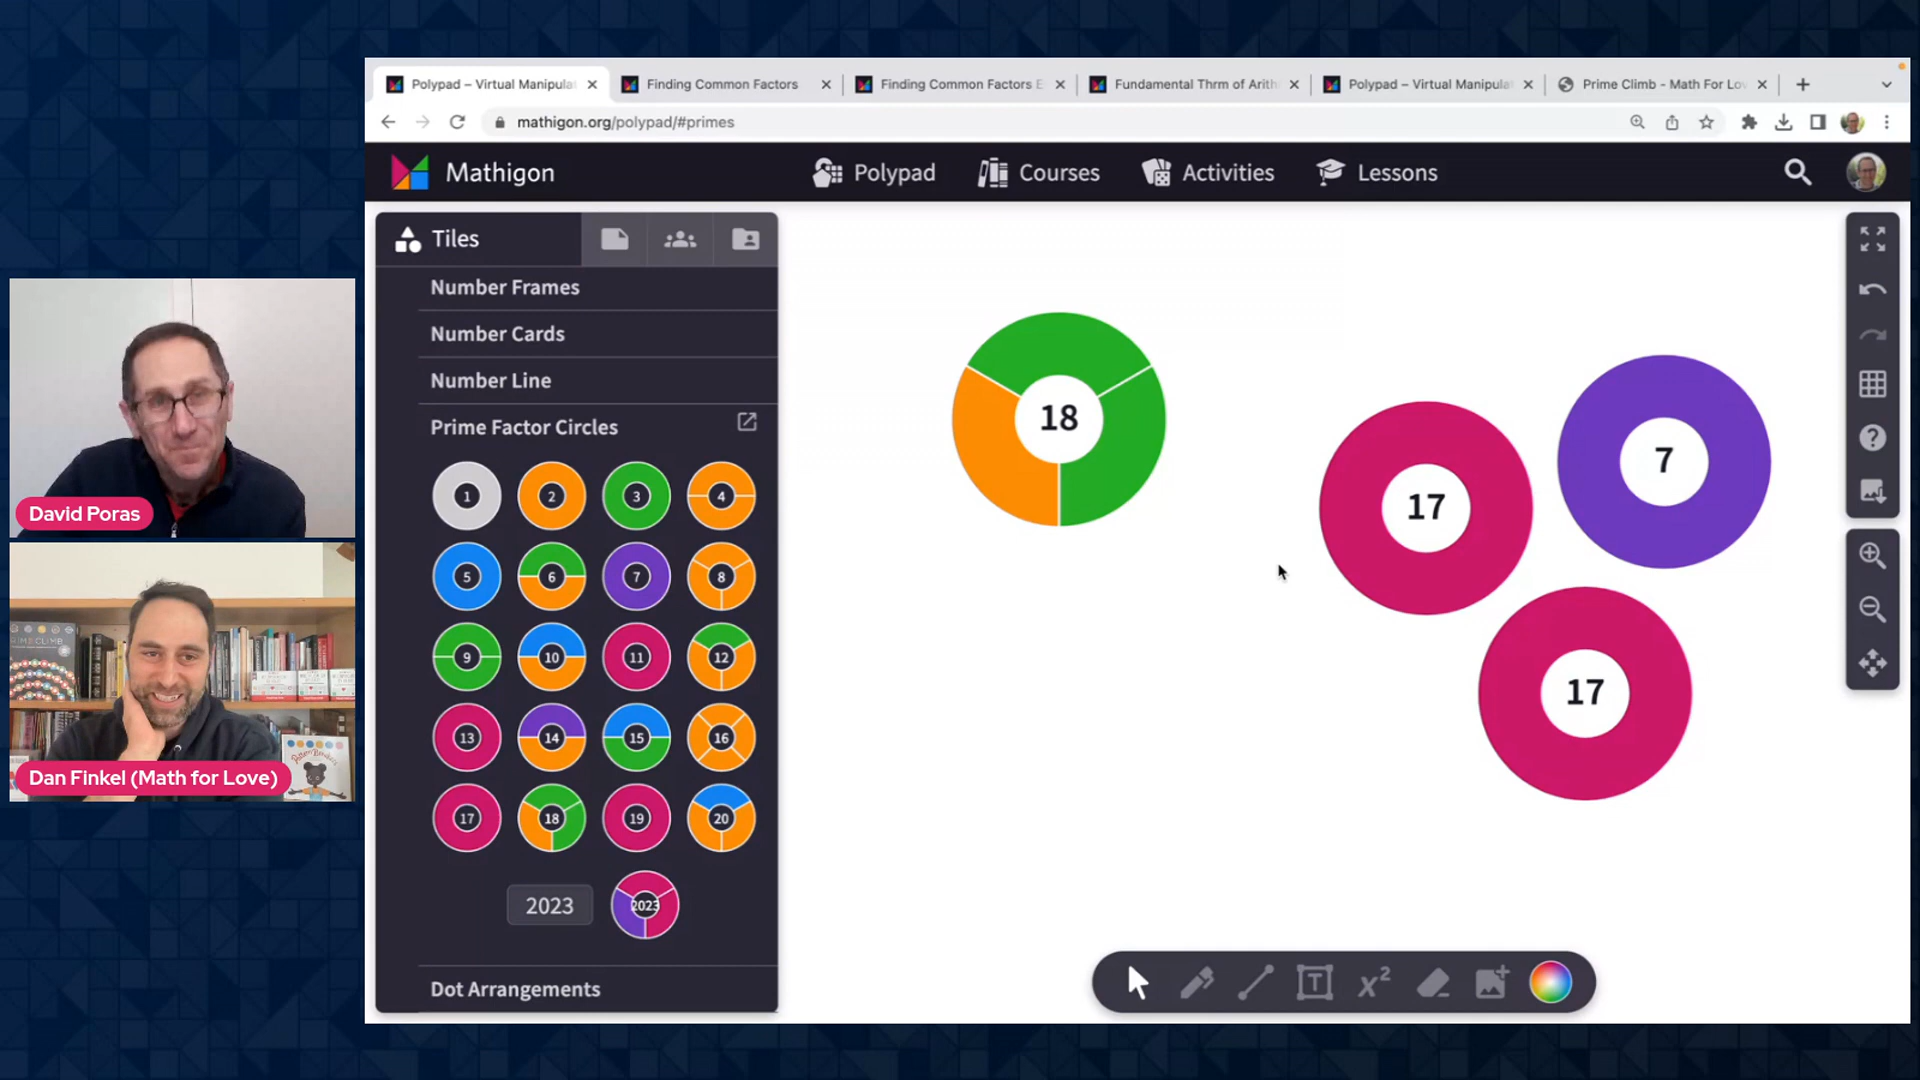 Polypad – Virtual Manipula
Finding Common Factors
Finding Common Factors E
Fundamental Thrm of Arith
Polypad – Virtual Manipula
Prime Climb - Math For Lov
mathigon.org/polypad/#primes
Mathigon
Polypad
Courses
Activities
Lessons
Tiles
Number Frames
Number Cards
Number Line
Prime Factor Circles
1 2 3 4
5 6 7 8
9 10 11 12
13 14 15 16
17 18 19 20
2023 2023
Dot Arrangements
18
17
7
17
T
x²
David Poras
Dan Finkel (Math for Love)